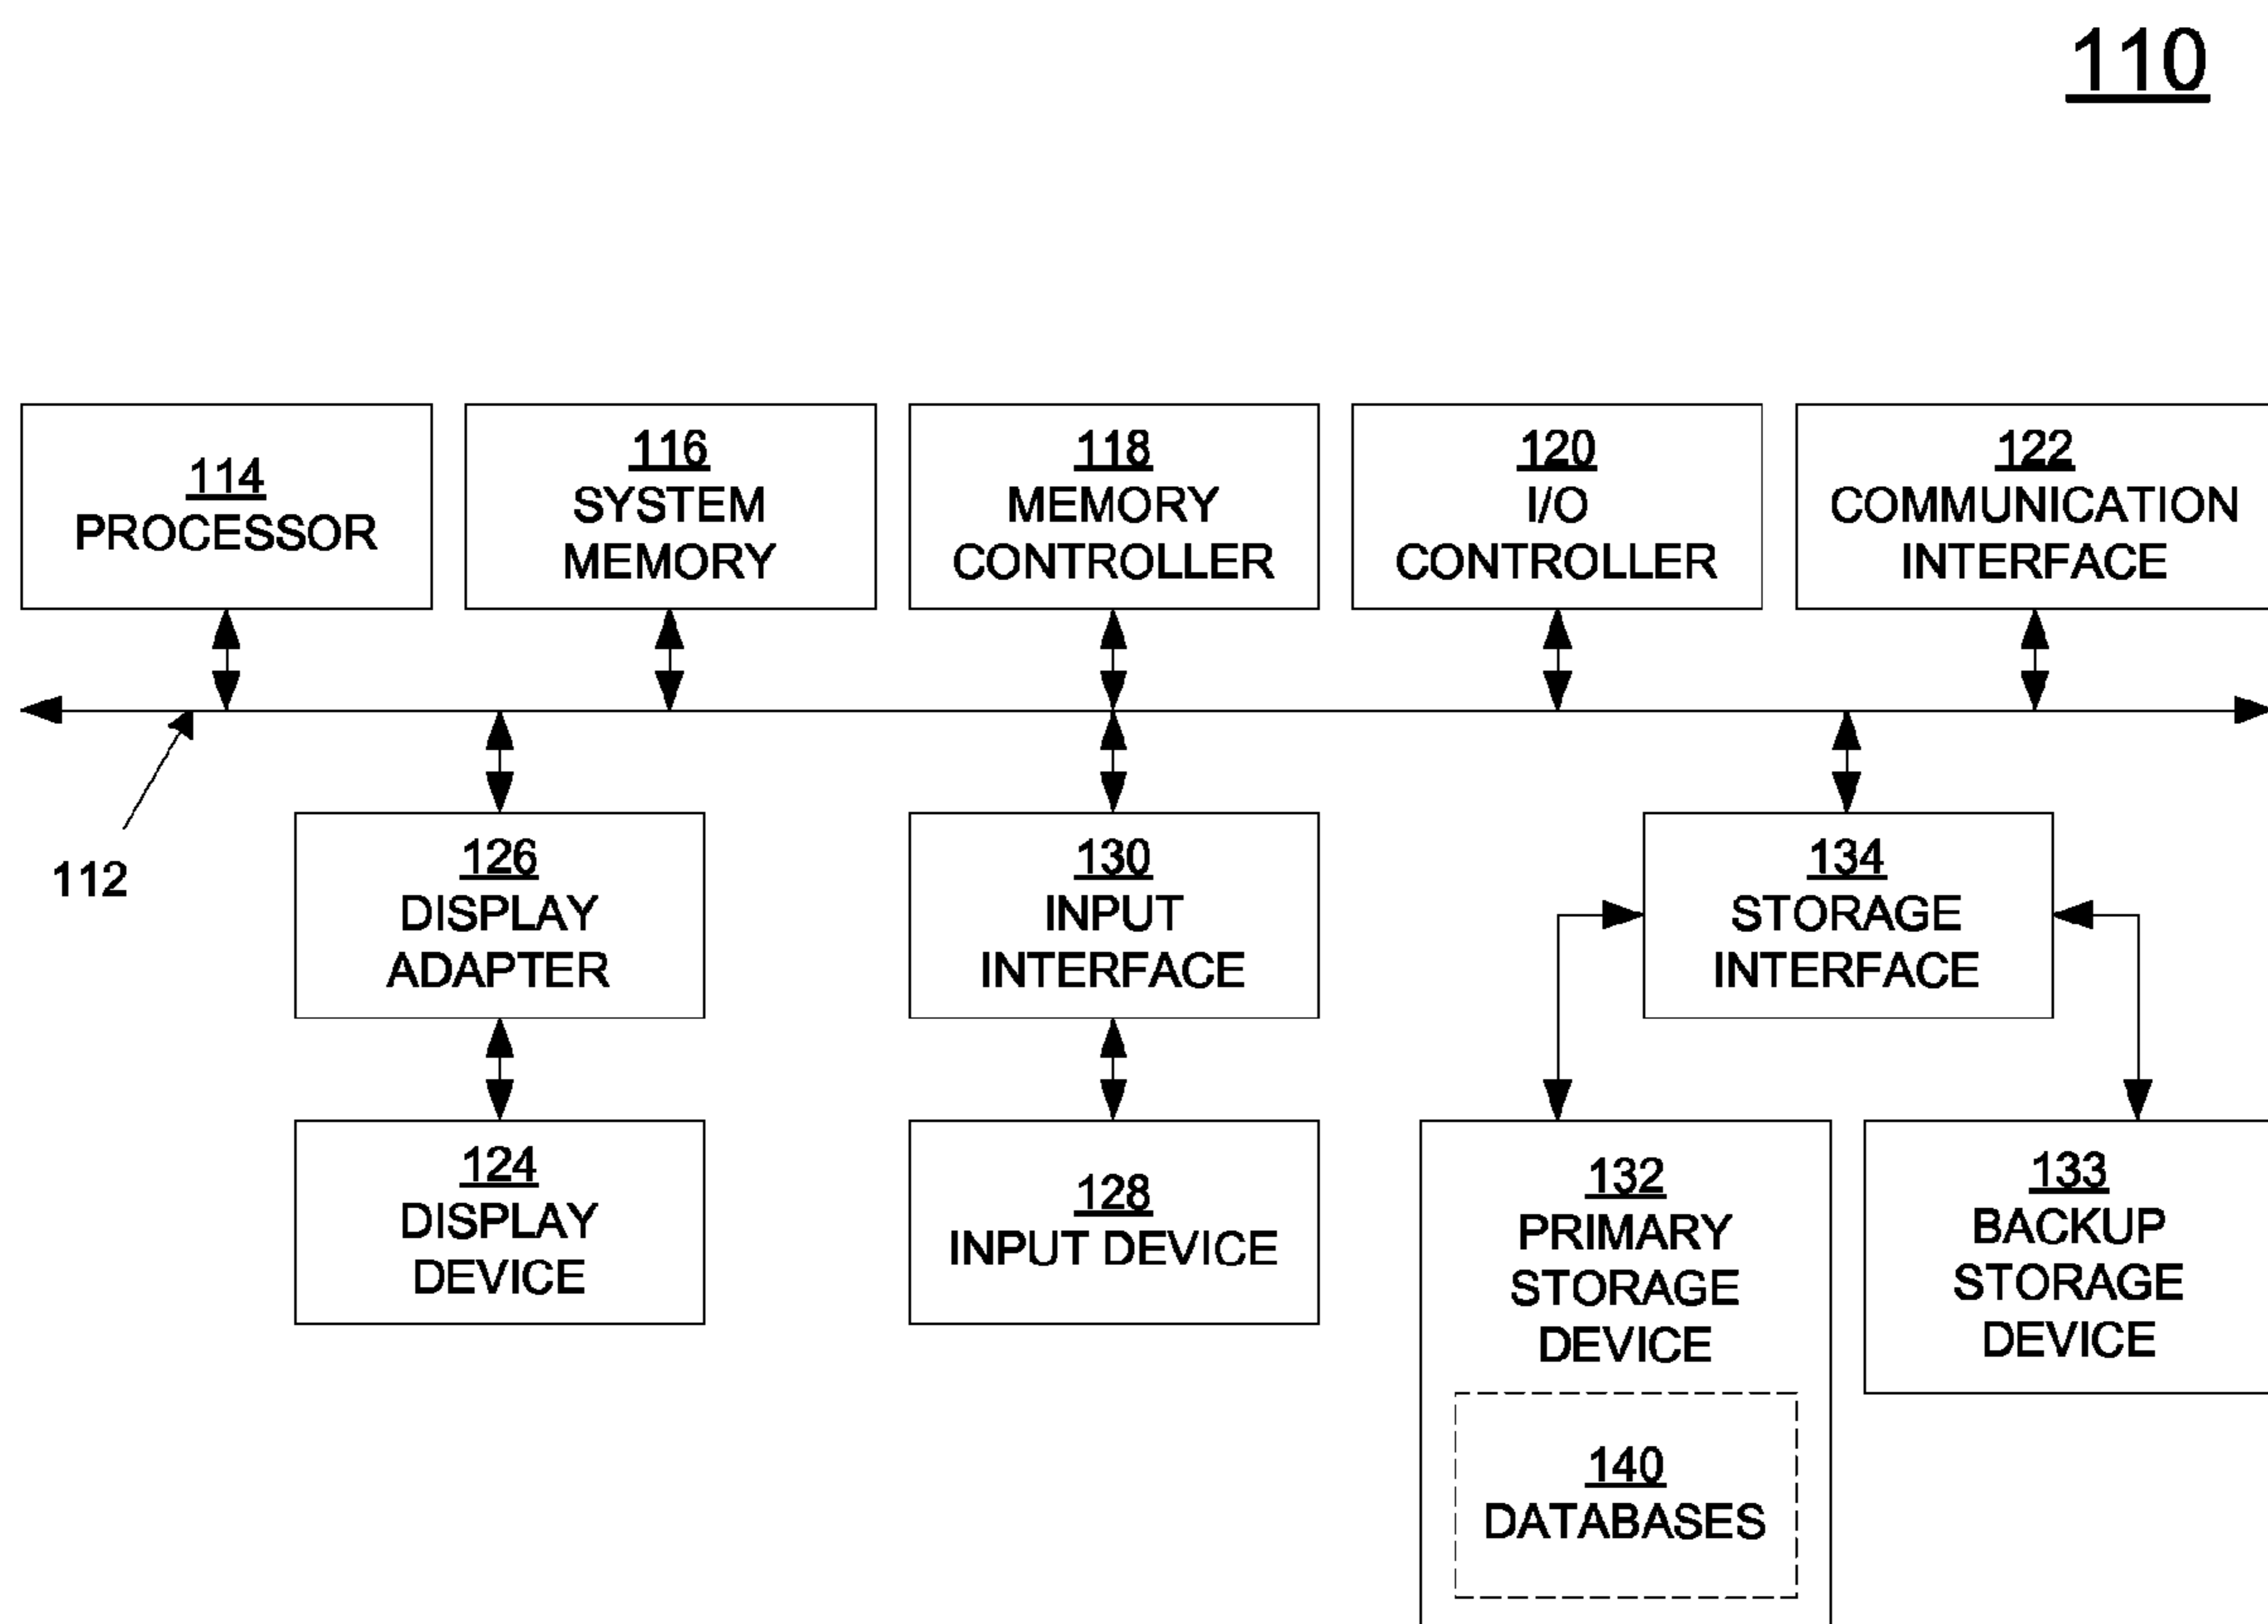 110
114
PROCESSOR
116
SYSTEM
MEMORY
118
MEMORY
CONTROLLER
120
I/O
CONTROLLER
122
COMMUNICATION
INTERFACE
112
126
DISPLAY
ADAPTER
130
INPUT
INTERFACE
134
STORAGE
INTERFACE
124
DISPLAY
DEVICE
128
INPUT DEVICE
132
PRIMARY
STORAGE
DEVICE
140
DATABASES
133
BACKUP
STORAGE
DEVICE